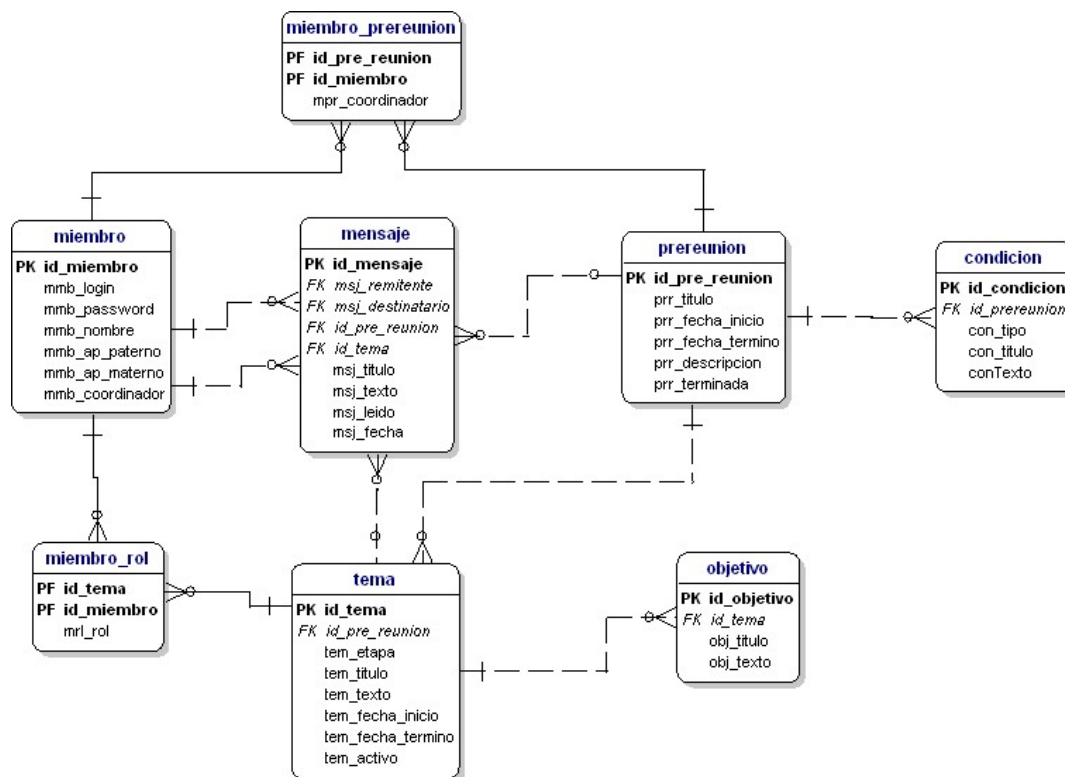 miembro_prereunion
PF id_pre_reunion
PF id_miembro
mpr_coordinador
miembro
PK id_miembro
mmb_login
mmb_password
mmb_nombre
mmb_ap_paterno
mmb_ap_materno
mmb_coordinador
mensaje
PK id_mensaje
FK msj_remitente
FK msj_destinatario
FK id_pre_reunion
FK id_tema
msj_titulo
msj_texto
msj_leido
msj_fecha
prereunion
PK id_pre_reunion
prr_titulo
prr_fecha_inicio
prr_fecha_termino
prr_descripcion
prr_terminada
condicion
PK id_condicion
FK id_prereunion
con_tipo
con_titulo
conTexto
miembro_rol
PF id_tema
PF id_miembro
mrl_rol
tema
PK id_tema
FK id_pre_reunion
tem_etapa
tem_titulo
tem_texto
tem_fecha_inicio
tem_fecha_termino
tem_activo
objetivo
PK id_objetivo
FK id_tema
obj_titulo
obj_texto